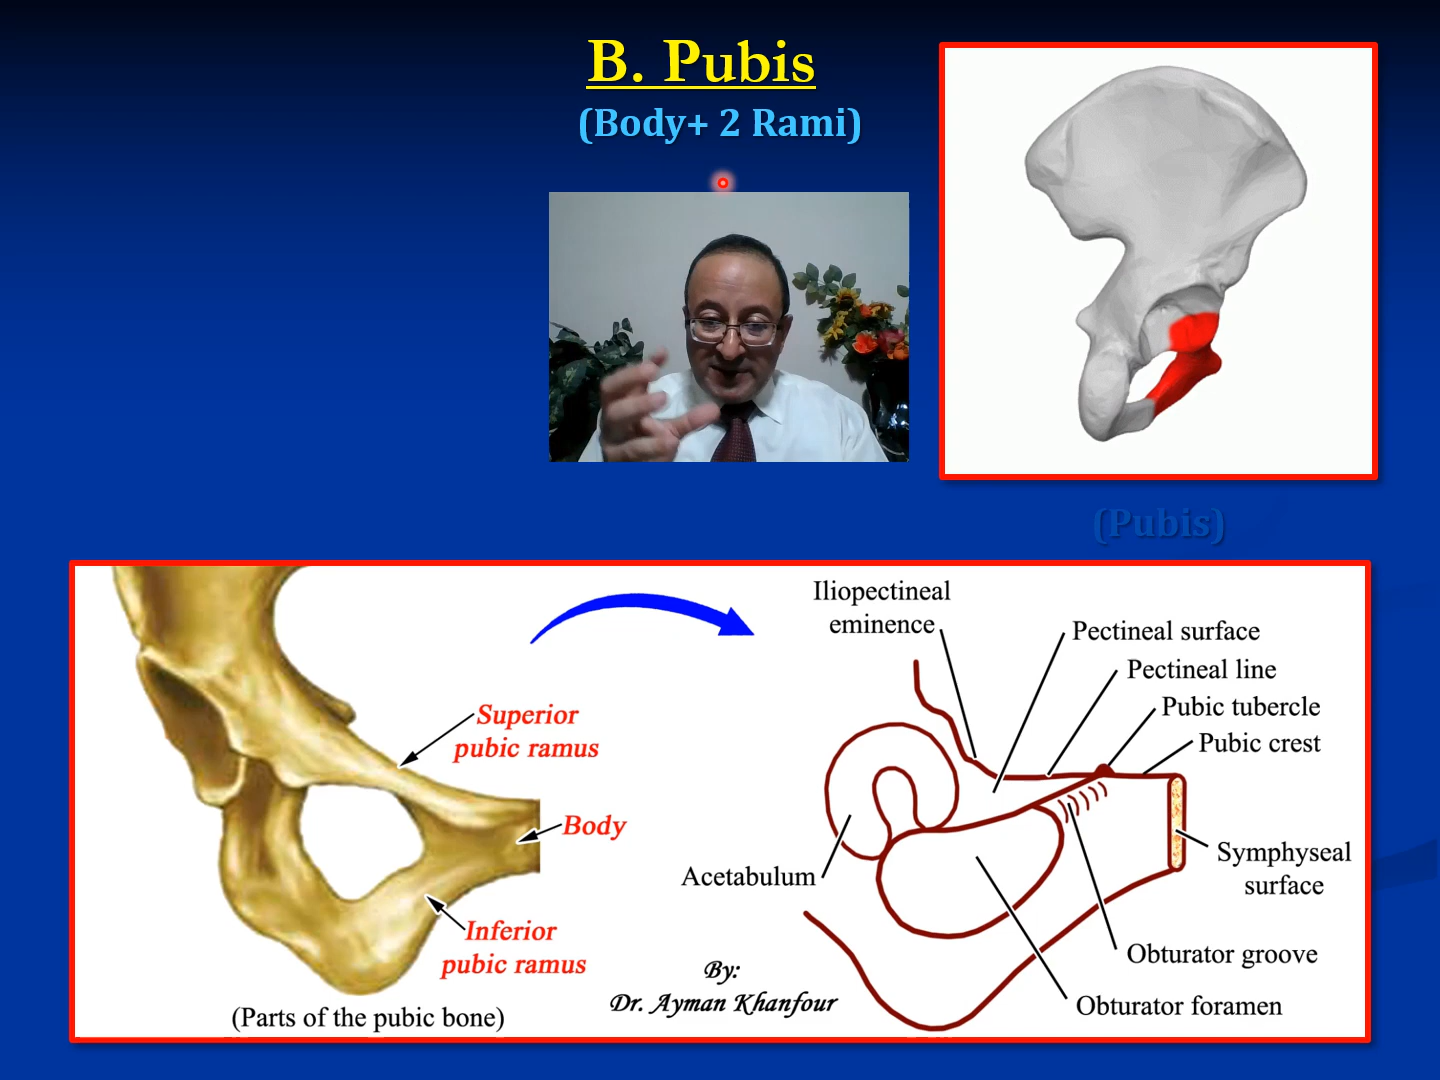 B. Pubis
(Body+ 2 Rami)
(Pubis)
Superior
pubic ramus
Body
Inferior
pubic ramus
(Parts of the pubic bone)
By:
Dr. Ayman Khanfour
Iliopectineal
eminence
Pectineal surface
Pectineal line
Pubic tubercle
Pubic crest
Acetabulum
Symphyseal
surface
Obturator groove
Obturator foramen